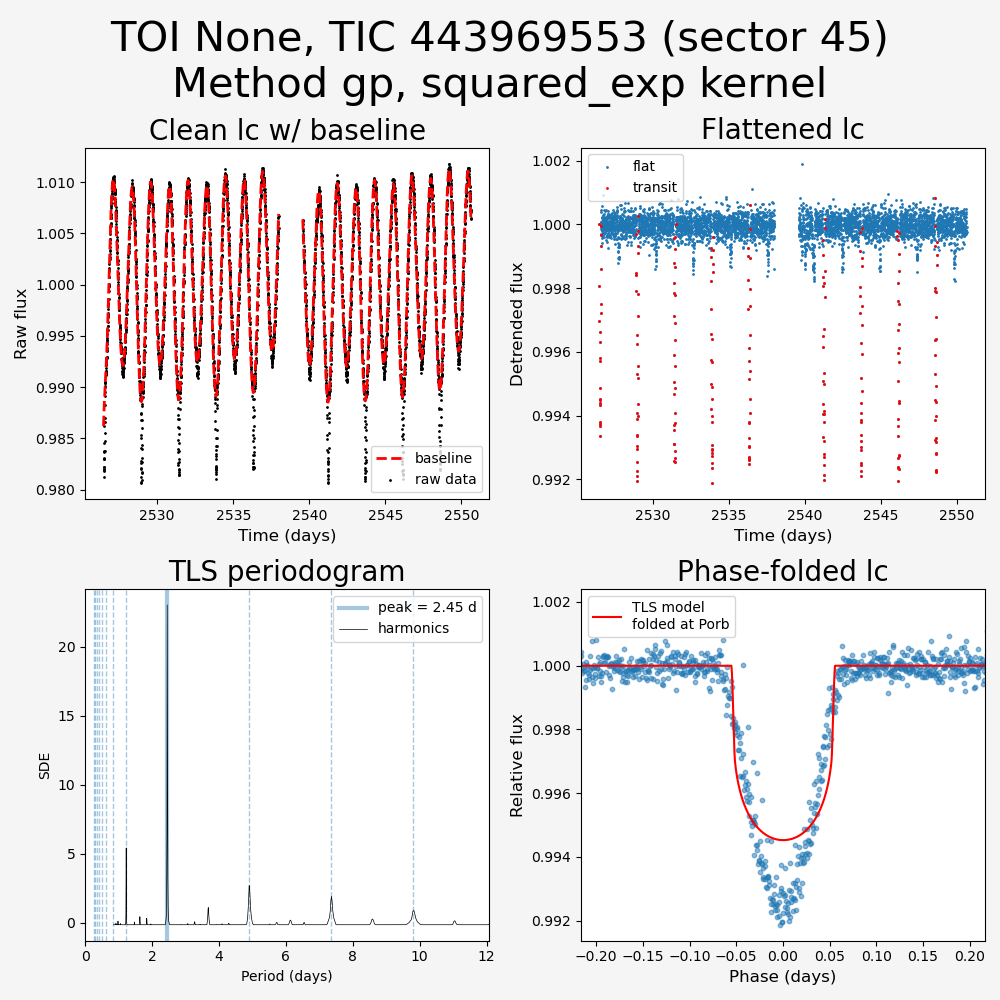 TOI None, TIC 443969553 (sector 45)
Method gp, squared_exp kernel
Clean lc w/ baseline
Raw flux
1.010
1.005
1.000
0.995
0.990
0.985
0.980
baseline
raw data
2530 2535 2540 2545 2550
Time (days)
Flattened lc
Detrended flux
1.002
1.000
0.998
0.996
0.994
0.992
flat
transit
2530 2535 2540 2545 2550
Time (days)
TLS periodogram
SDE
20
15
10
5
0
peak = 2.45 d
harmonics
0 2 4 6 8 10 12
Period (days)
Phase-folded lc
Relative flux
1.002
1.000
0.998
0.996
0.994
0.992
TLS model
folded at Porb
−0.20 −0.15 −0.10 −0.05 0.00 0.05 0.10 0.15 0.20
Phase (days)